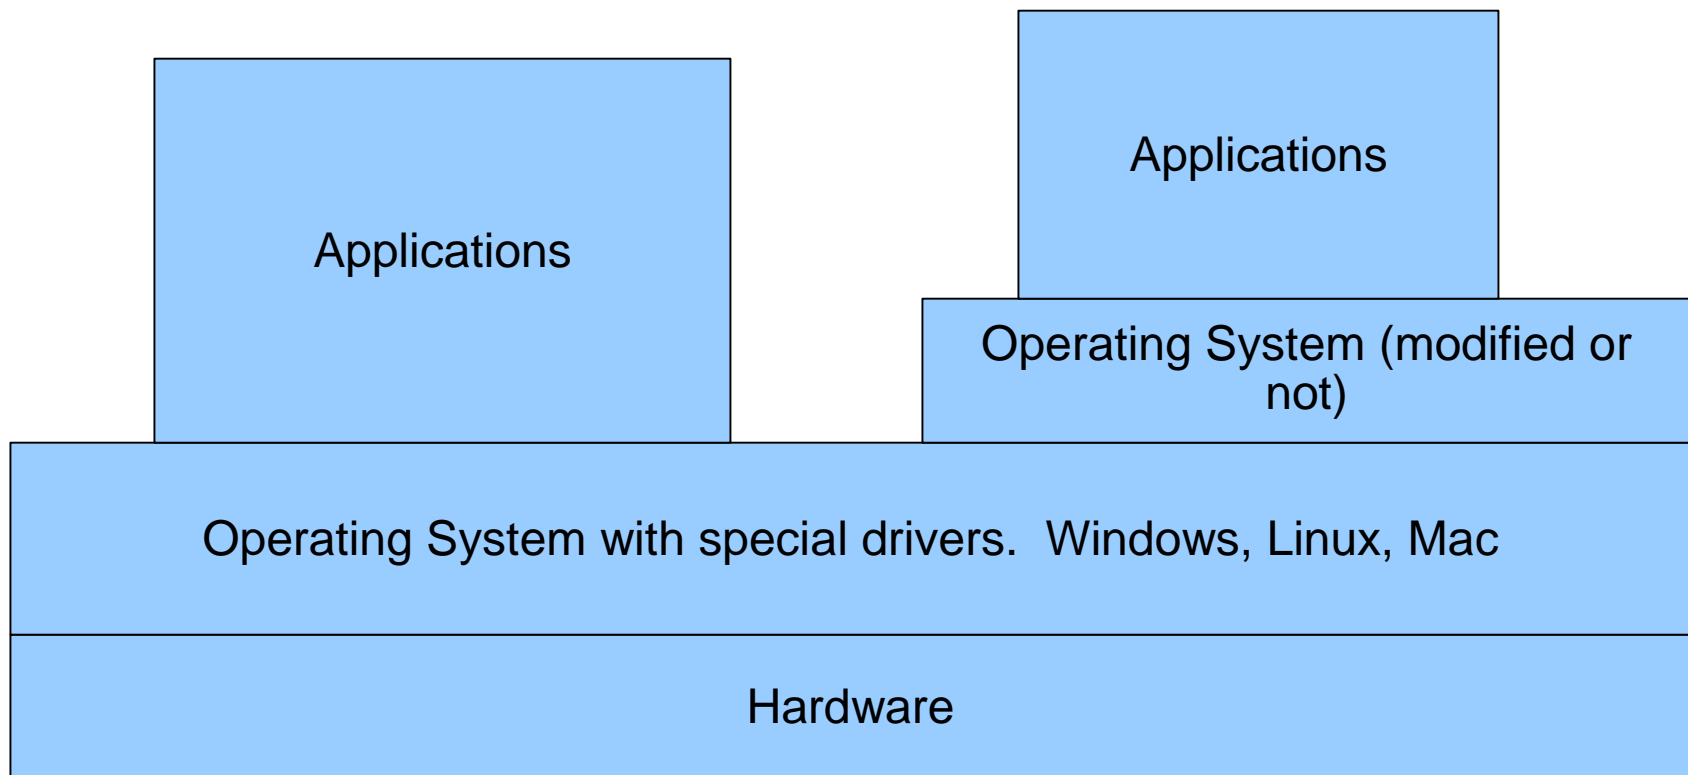 Applications
Applications
Operating System (modified or
not)
Operating System with special drivers.  Windows, Linux, Mac
Hardware